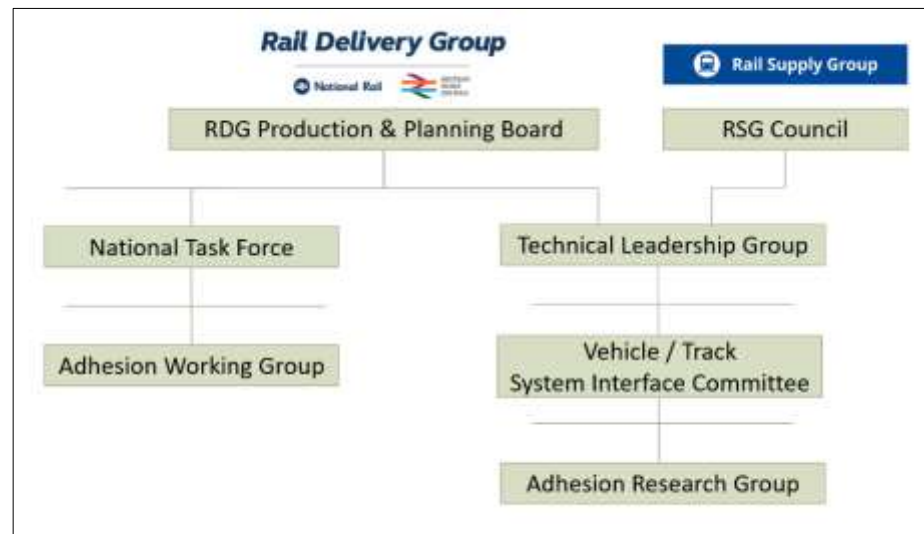 Rail Delivery Group
Rail Supply Group
National Rail
RDG Production & Planning Board
RSG Council
National Task Force
Technical Leadership Group
Adhesion Working Group
Vehicle / Track
System Interface Committee
Adhesion Research Group